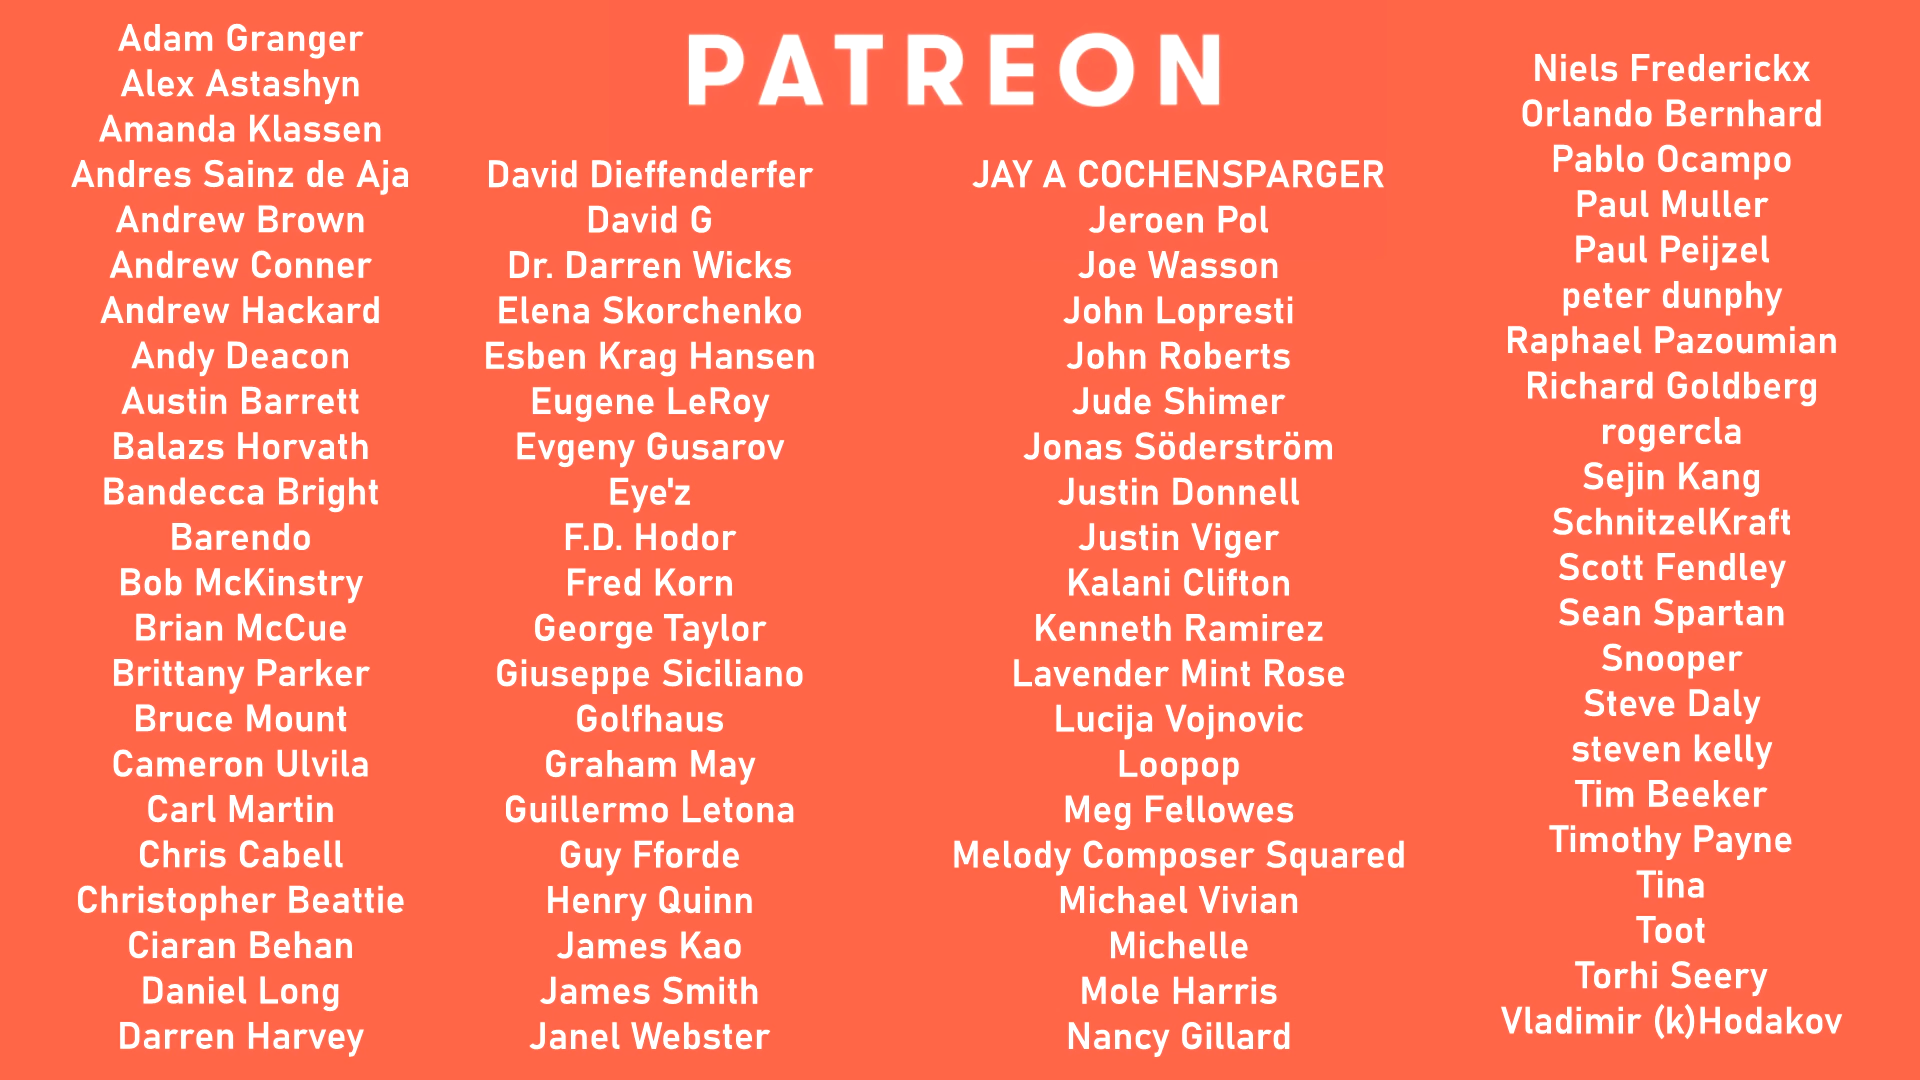 PATREON
Adam Granger
Alex Astashyn
Amanda Klassen
Andres Sainz de Aja
Andrew Brown
Andrew Conner
Andrew Hackard
Andy Deacon
Austin Barrett
Balazs Horvath
Bandecca Bright
Barendo
Bob McKinstry
Brian McCue
Brittany Parker
Bruce Mount
Cameron Ulvila
Carl Martin
Chris Cabell
Christopher Beattie
Ciaran Behan
Daniel Long
Darren Harvey
David Dieffenderfer
David G
Dr. Darren Wicks
Elena Skorchenko
Esben Krag Hansen
Eugene LeRoy
Evgeny Gusarov
Eye'z
F.D. Hodor
Fred Korn
George Taylor
Giuseppe Siciliano
Golfhaus
Graham May
Guillermo Letona
Guy Fforde
Henry Quinn
James Kao
James Smith
Janel Webster
JAY A COCHENSPARGER
Jeroen Pol
Joe Wasson
John Lopresti
John Roberts
Jude Shimer
Jonas Söderström
Justin Donnell
Justin Viger
Kalani Clifton
Kenneth Ramirez
Lavender Mint Rose
Lucija Vojnovic
Loopop
Meg Fellowes
Melody Composer Squared
Michael Vivian
Michelle
Mole Harris
Nancy Gillard
Niels Frederickx
Orlando Bernhard
Pablo Ocampo
Paul Muller
Paul Peijzel
peter dunphy
Raphael Pazoumian
Richard Goldberg
rogercla
Sejin Kang
SchnitzelKraft
Scott Fendley
Sean Spartan
Snooper
Steve Daly
steven kelly
Tim Beeker
Timothy Payne
Tina
Toot
Torhi Seery
Vladimir (k)Hodakov